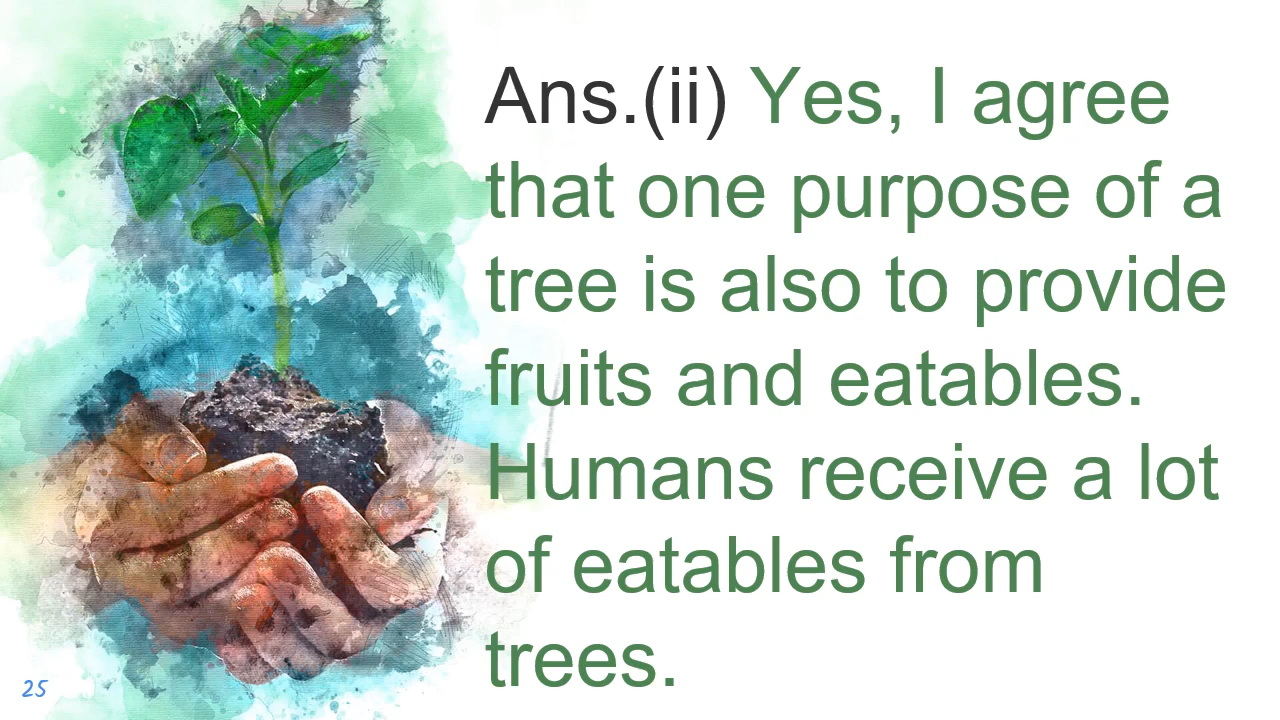 Ans.(ii) Yes, I agree
that one purpose of a
tree is also to provide
fruits and eatables.
Humans receive a lot
of eatables from
trees.
25